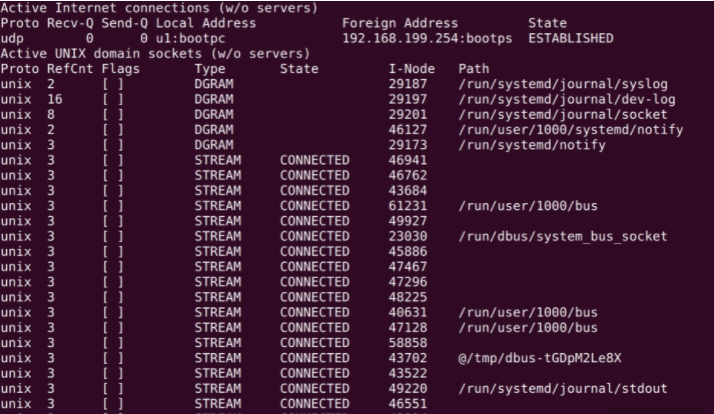 Active Internet connections (w/o servers)
Proto Recv-Q Send-Q Local Address Foreign Address State
udp 0 0 u1:bootpc 192.168.199.254:bootps ESTABLISHED
Active UNIX domain sockets (w/o servers)
Proto RefCnt Flags Type State I-Node Path
unix 2 [ ] DGRAM 29187 /run/systemd/journal/syslog
unix 16 [ ] DGRAM 29197 /run/systemd/journal/dev-log
unix 8 [ ] DGRAM 29201 /run/systemd/journal/socket
unix 2 [ ] DGRAM 46127 /run/user/1000/systemd/notify
unix 3 [ ] DGRAM 29173 /run/systemd/notify
unix 3 [ ] STREAM CONNECTED 46941
unix 3 [ ] STREAM CONNECTED 46762
unix 3 [ ] STREAM CONNECTED 43684
unix 3 [ ] STREAM CONNECTED 61231 /run/user/1000/bus
unix 3 [ ] STREAM CONNECTED 49927
unix 3 [ ] STREAM CONNECTED 23030 /run/dbus/system_bus_socket
unix 3 [ ] STREAM CONNECTED 45886
unix 3 [ ] STREAM CONNECTED 47467
unix 3 [ ] STREAM CONNECTED 47296
unix 3 [ ] STREAM CONNECTED 48225
unix 3 [ ] STREAM CONNECTED 40631 /run/user/1000/bus
unix 3 [ ] STREAM CONNECTED 47128 /run/user/1000/bus
unix 3 [ ] STREAM CONNECTED 58858
unix 3 [ ] STREAM CONNECTED 43702 @/tmp/dbus-tGDpM2Le8X
unix 3 [ ] STREAM CONNECTED 43522
unix 3 [ ] STREAM CONNECTED 49220 /run/systemd/journal/stdout
unix 3 [ ] STREAM CONNECTED 46551